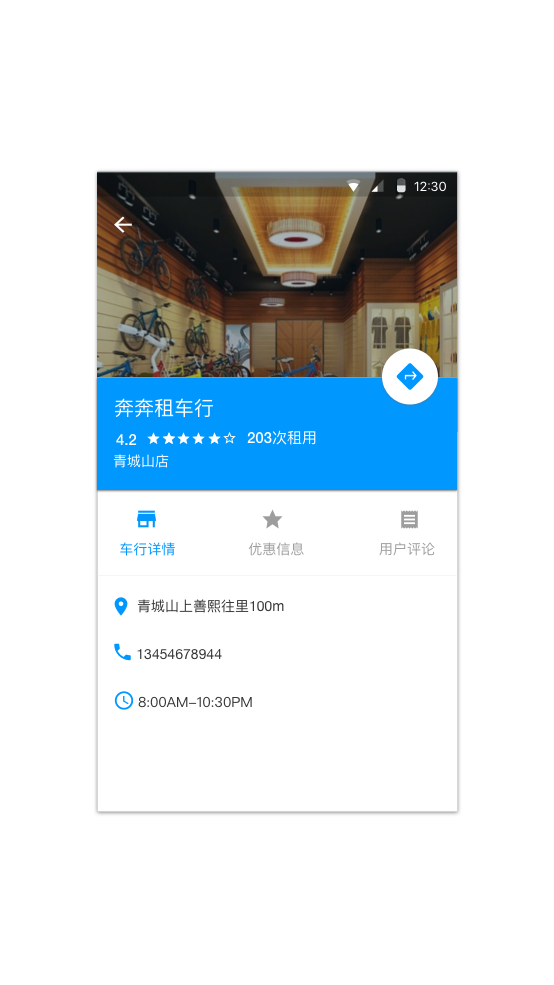 12:30
奔奔租车行
4.2 203次租用
青城山店
车行详情 优惠信息 用户评论
青城山上善熙往里100m
13454678944
8:00AM–10:30PM